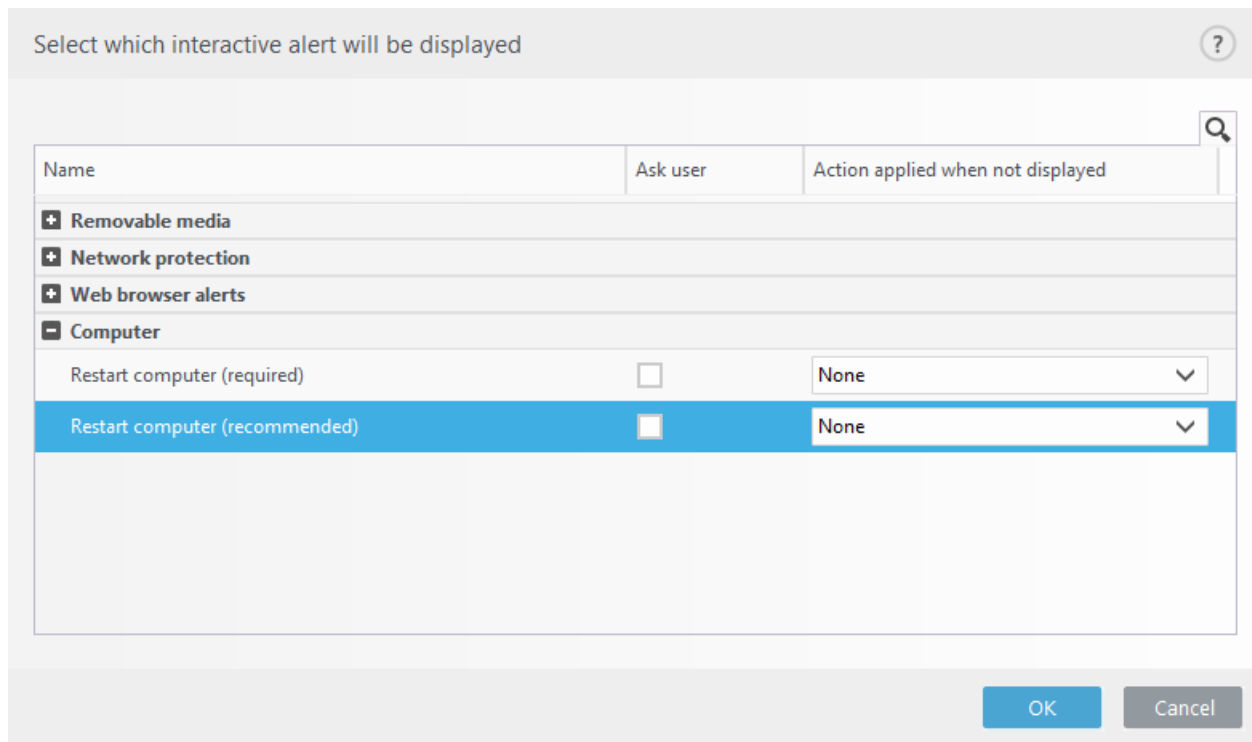 Select which interactive alert will be displayed
?
Name Ask user Action applied when not displayed
Removable media
Network protection
Web browser alerts
Computer
Restart computer (required) None
Restart computer (recommended) None
OK Cancel